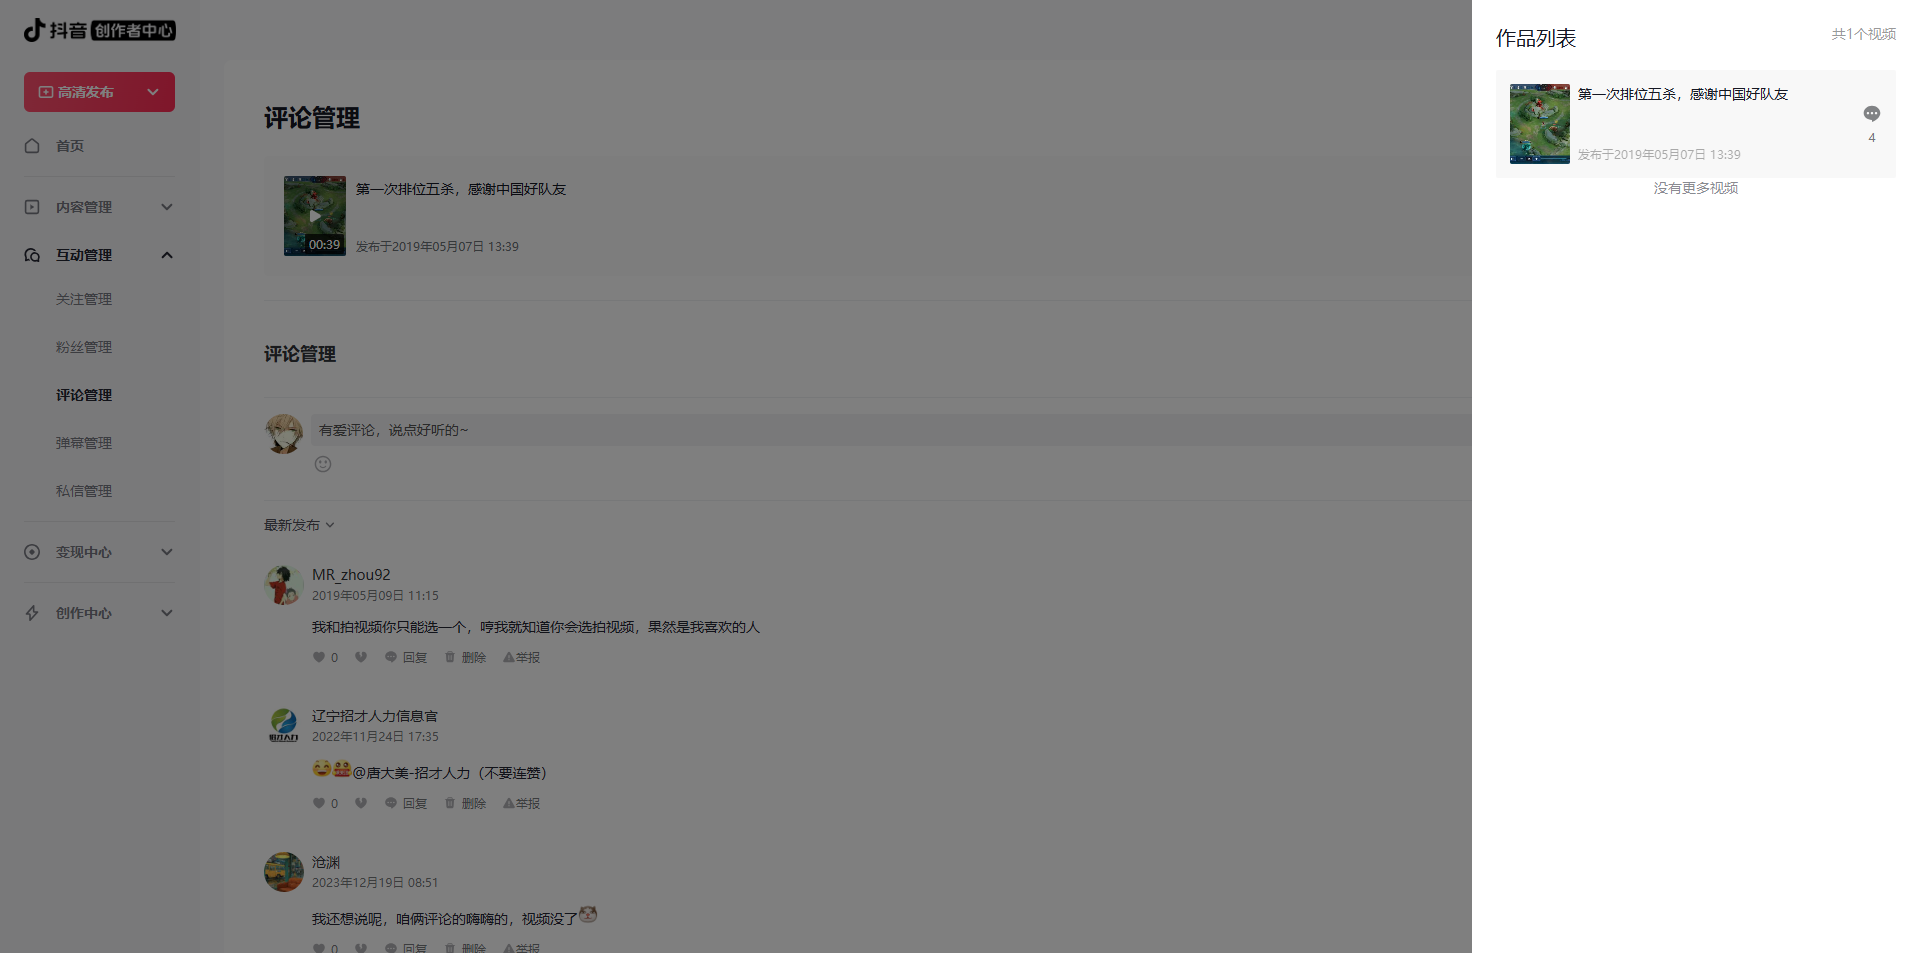 抖音 创作者中心
高清发布
首页
内容管理
互动管理
关注管理
粉丝管理
评论管理
弹幕管理
私信管理
变现中心
创作中心
评论管理
第一次排位五杀，感谢中国好队友
00:39
发布于2019年05月07日 13:39
评论管理
有爱评论，说点好听的~
最新发布
MR_zhou92
2019年05月09日 11:15
我和拍视频你只能选一个，哼我就知道你会选拍视频，果然是我喜欢的人
0 回复 删除 举报
辽宁招才人力信息官
2022年11月24日 17:35
@唐大美-招才人力（不要连赞）
0 回复 删除 举报
沧渊
2023年12月19日 08:51
我还想说呢，咱俩评论的嗨嗨的，视频没了
0 回复 删除 举报
作品列表
共1个视频
第一次排位五杀，感谢中国好队友
4
发布于2019年05月07日 13:39
没有更多视频